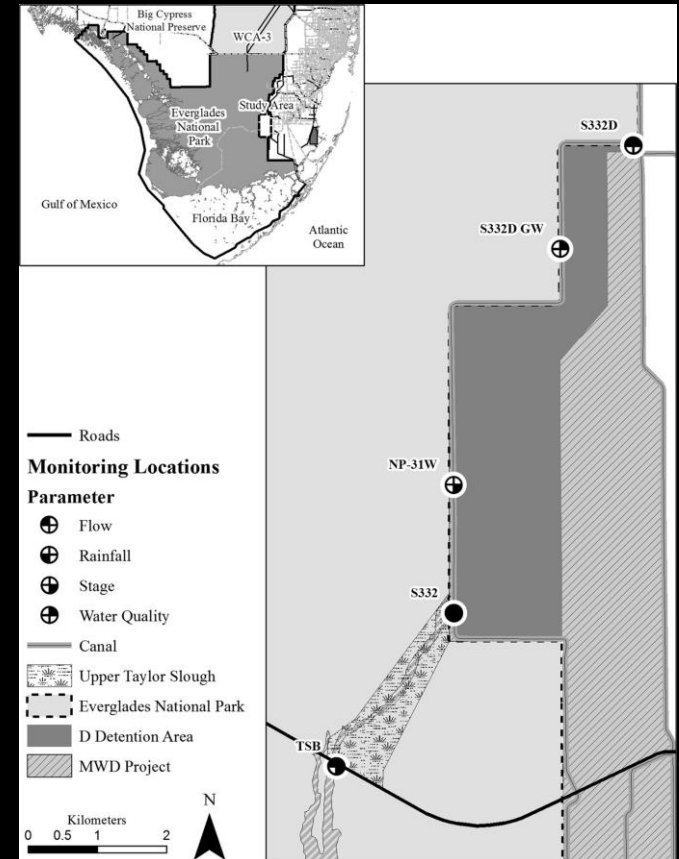 Big Cypress
National Preserve
WCA-3
Study Area
Everglades
National
Park
Gulf of Mexico
Florida Bay
Atlantic
Ocean
S332D
S332D GW
NP-31W
S332
TSB
Roads
Monitoring Locations
Parameter
Flow
Rainfall
Stage
Water Quality
Canal
Upper Taylor Slough
Everglades National Park
D Detention Area
MWD Project
Kilometers
0 0.5 1 2
N